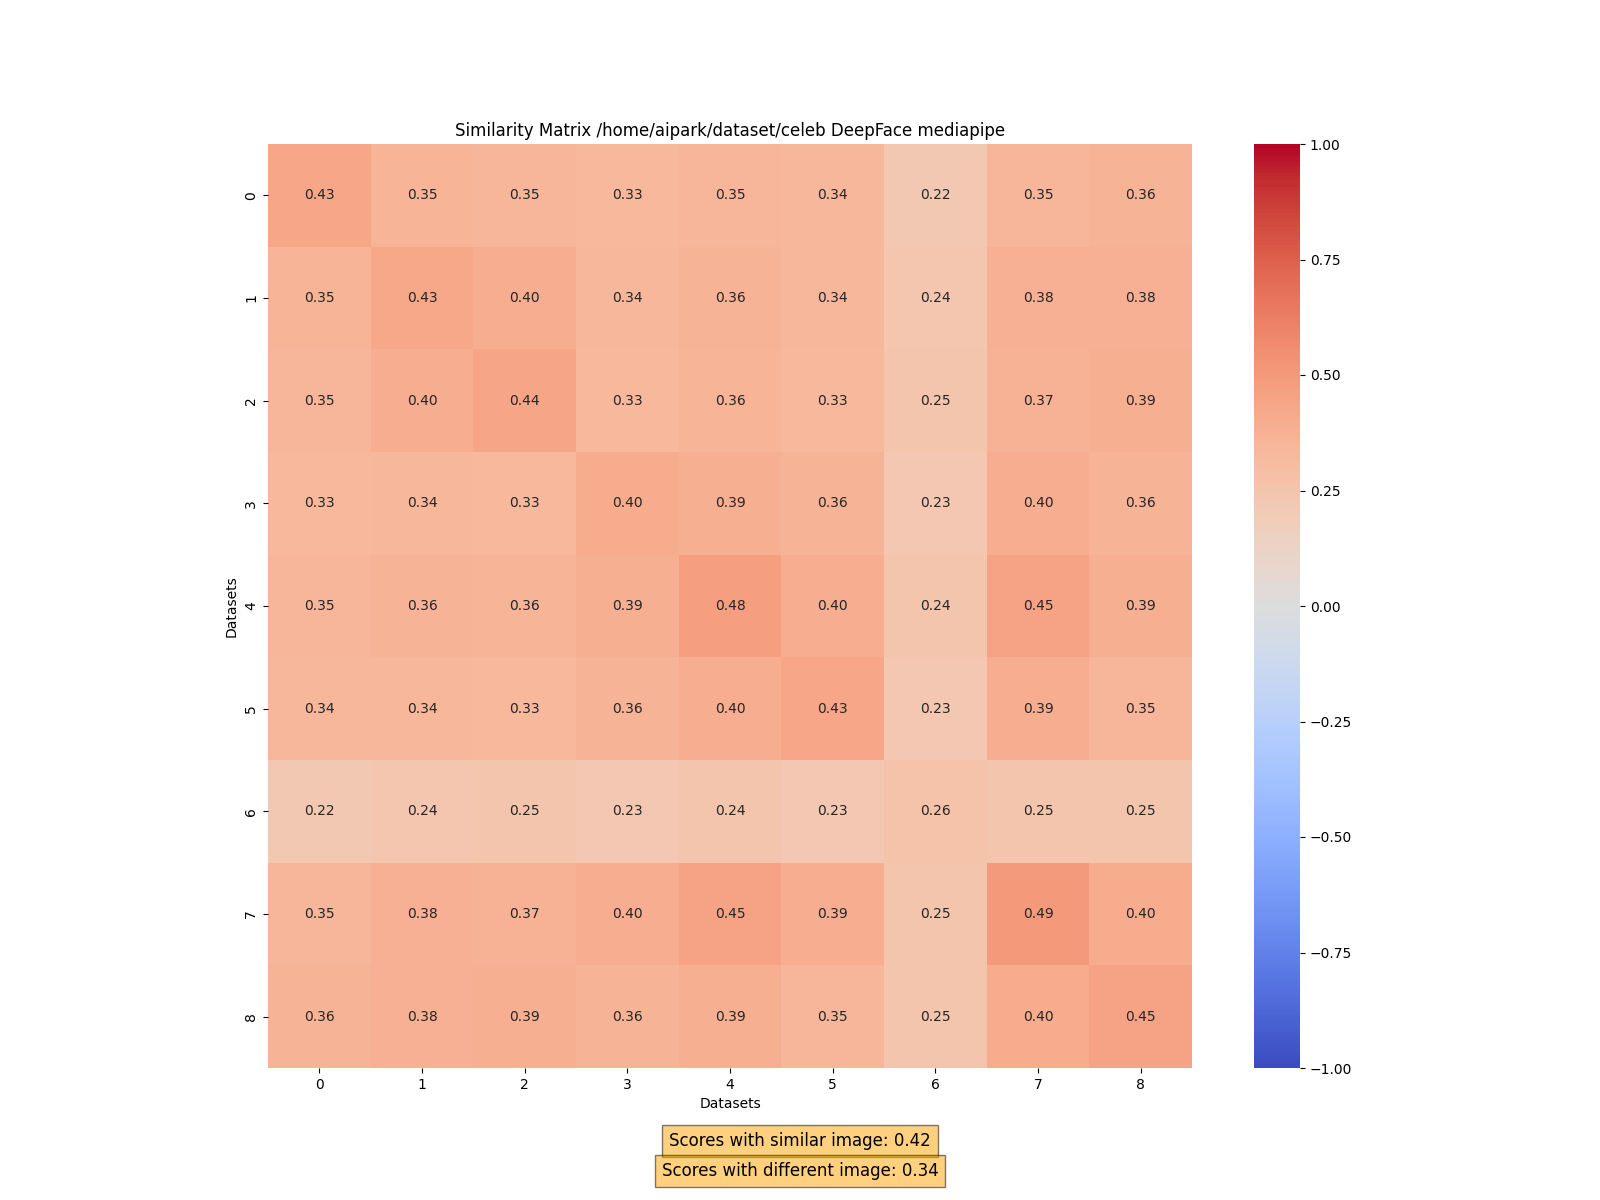 Similarity Matrix /home/aipark/dataset/celeb DeepFace mediapipe
0 0.43 0.35 0.35 0.33 0.35 0.34 0.22 0.35 0.36
1 0.35 0.43 0.40 0.34 0.36 0.34 0.24 0.38 0.38
2 0.35 0.40 0.44 0.33 0.36 0.33 0.25 0.37 0.39
3 0.33 0.34 0.33 0.40 0.39 0.36 0.23 0.40 0.36
4 0.35 0.36 0.36 0.39 0.48 0.40 0.24 0.45 0.39
5 0.34 0.34 0.33 0.36 0.40 0.43 0.23 0.39 0.35
6 0.22 0.24 0.25 0.23 0.24 0.23 0.26 0.25 0.25
7 0.35 0.38 0.37 0.40 0.45 0.39 0.25 0.49 0.40
8 0.36 0.38 0.39 0.36 0.39 0.35 0.25 0.40 0.45
0 1 2 3 4 5 6 7 8
Datasets
Datasets
1.00
0.75
0.50
0.25
0.00
−0.25
−0.50
−0.75
−1.00
Scores with similar image: 0.42
Scores with different image: 0.34